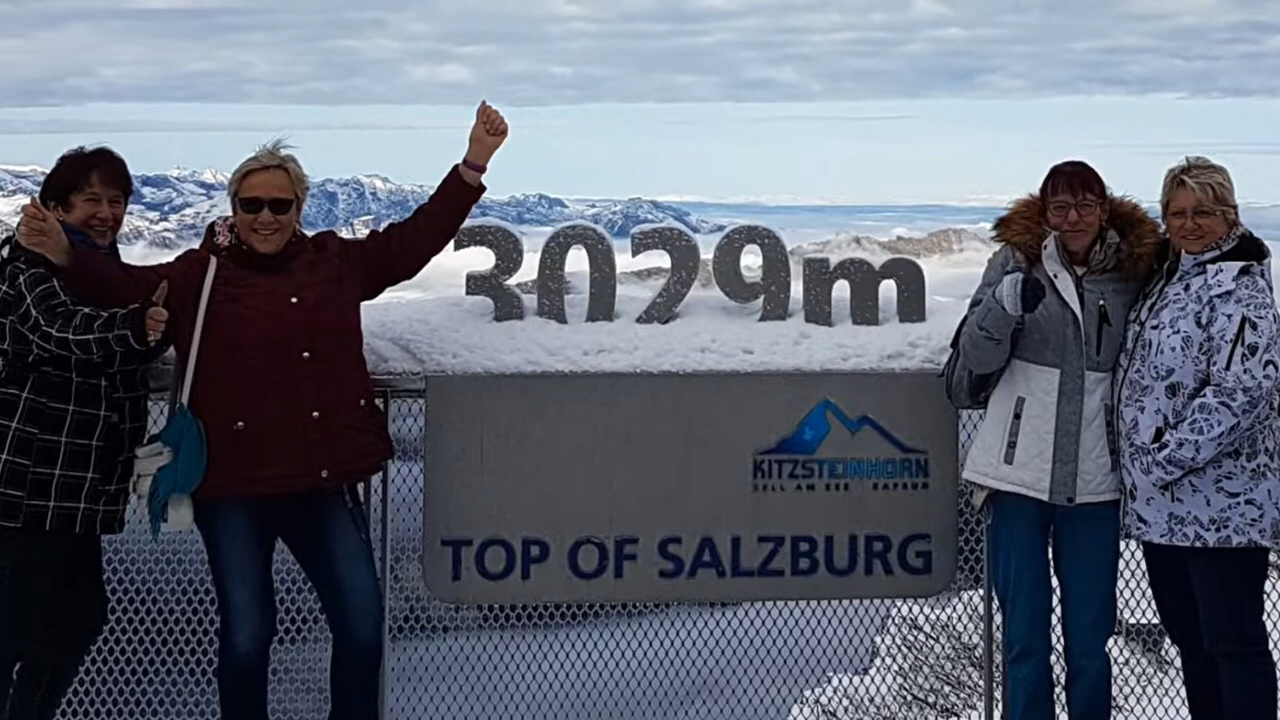 3029m
KITZSTEINHORN
ZELL AM SEE KAPRUN
TOP OF SALZBURG